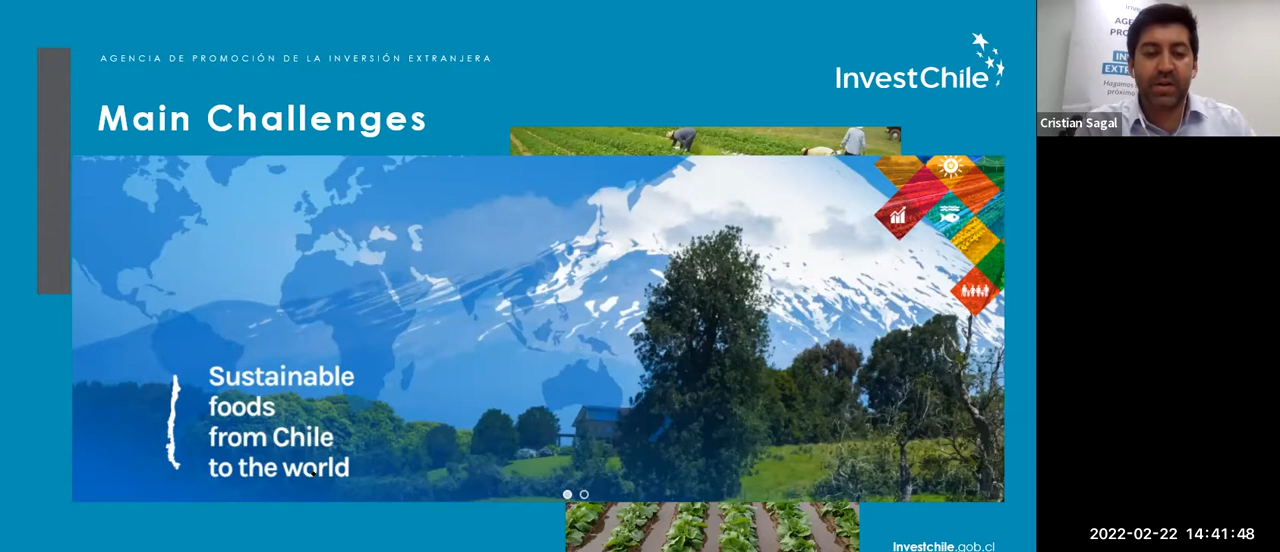 AGENCIA DE PROMOCIÓN DE LA INVERSIÓN EXTRANJERA
InvestChile
Main Challenges
Sustainable
foods
from Chile
to the world
Investchile.gob.cl
Cristian Sagal
2022-02-22 14:41:48